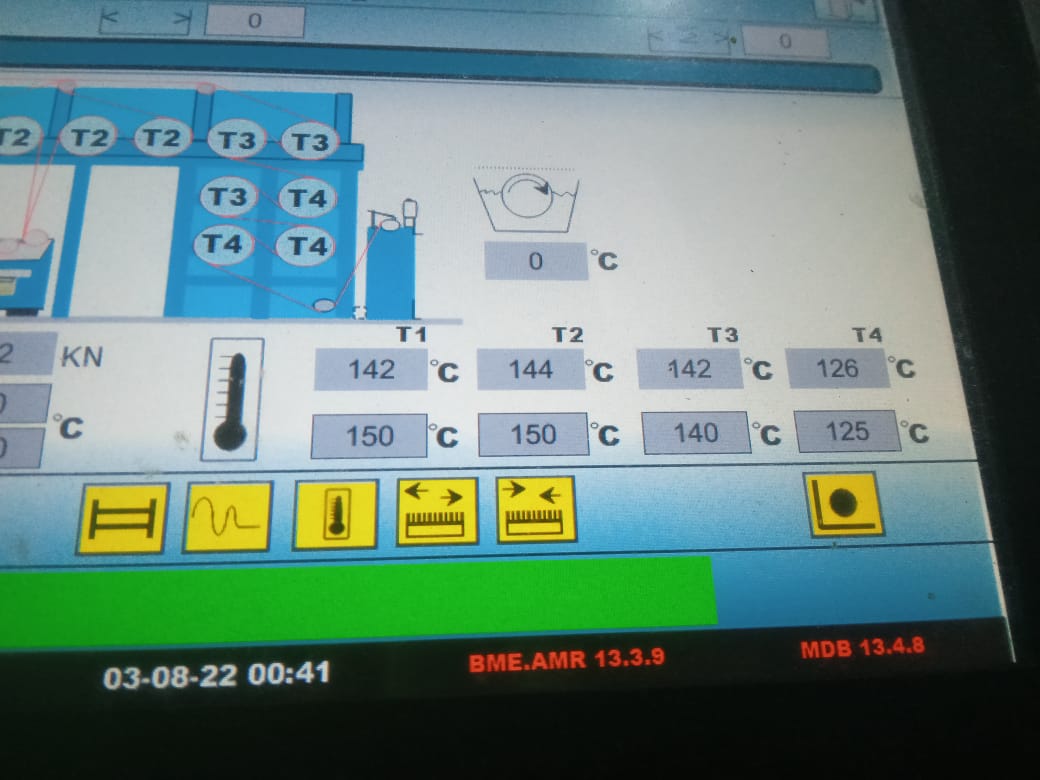 0
0
T2 T2 T2 T3 T3
T3 T4
T4 T4
0 °C
T1 T2 T3 T4
2 KN
142 °C 144 °C 142 °C 126 °C
°C
150 °C 150 °C 140 °C 125 °C
03-08-22 00:41 BME.AMR 13.3.9 MDB 13.4.8